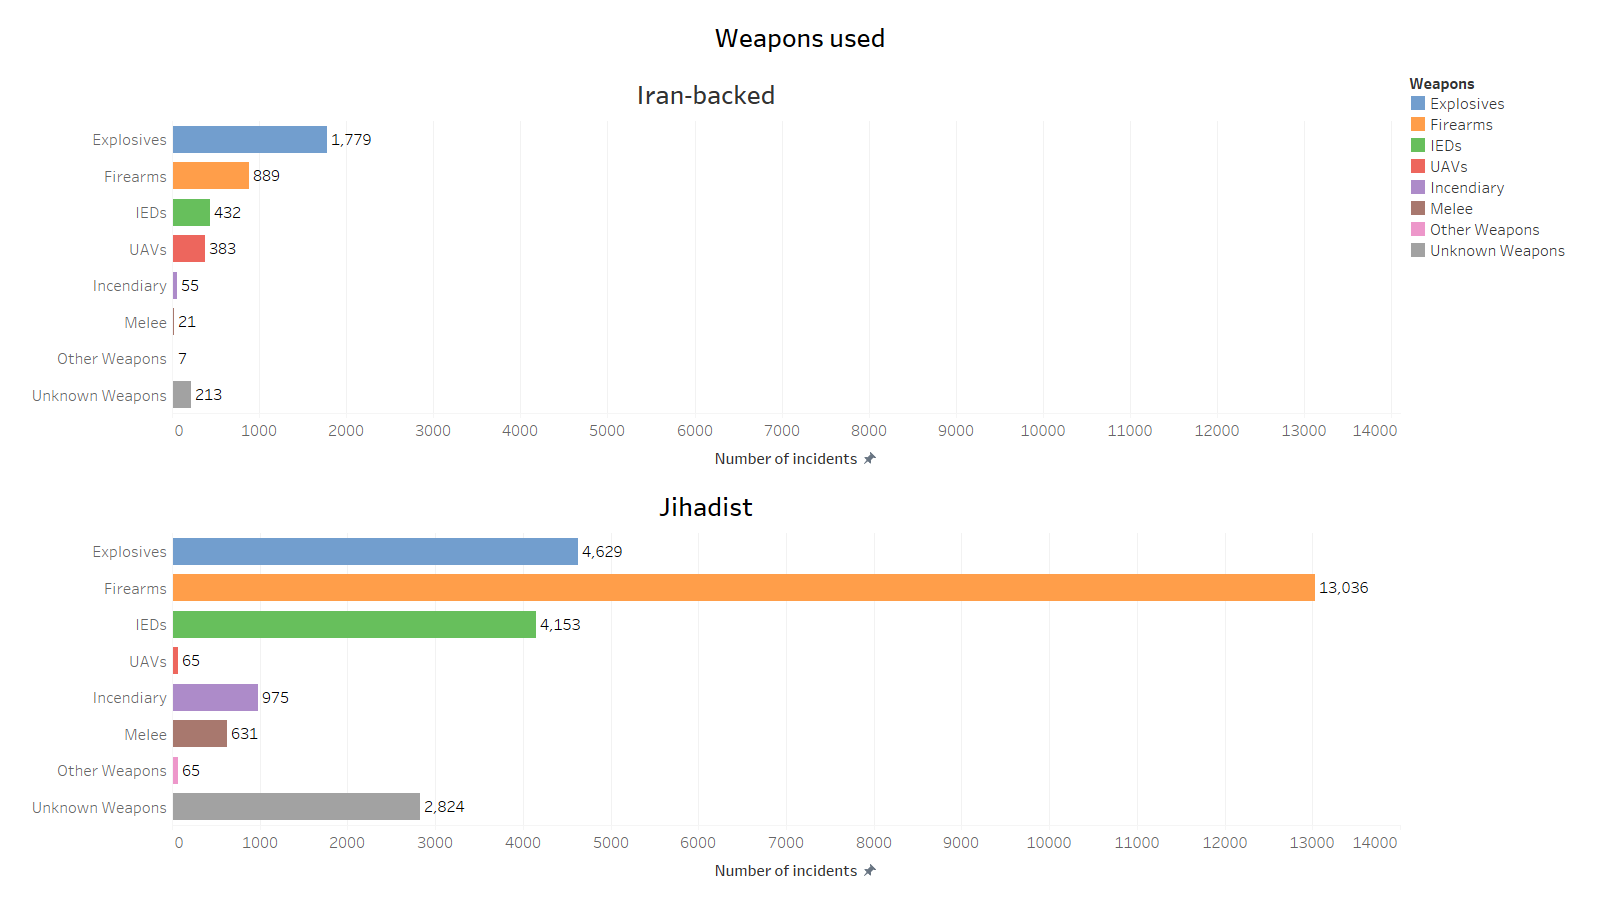 Weapons used
Iran-backed
Weapons
Explosives
Firearms
IEDs
UAVs
Incendiary
Melee
Other Weapons
Unknown Weapons
Explosives 1,779
Firearms 889
IEDs 432
UAVs 383
Incendiary 55
Melee 21
Other Weapons 7
Unknown Weapons 213
0 1000 2000 3000 4000 5000 6000 7000 8000 9000 10000 11000 12000 13000 14000
Number of incidents
Jihadist
Explosives 4,629
Firearms 13,036
IEDs 4,153
UAVs 65
Incendiary 975
Melee 631
Other Weapons 65
Unknown Weapons 2,824
0 1000 2000 3000 4000 5000 6000 7000 8000 9000 10000 11000 12000 13000 14000
Number of incidents